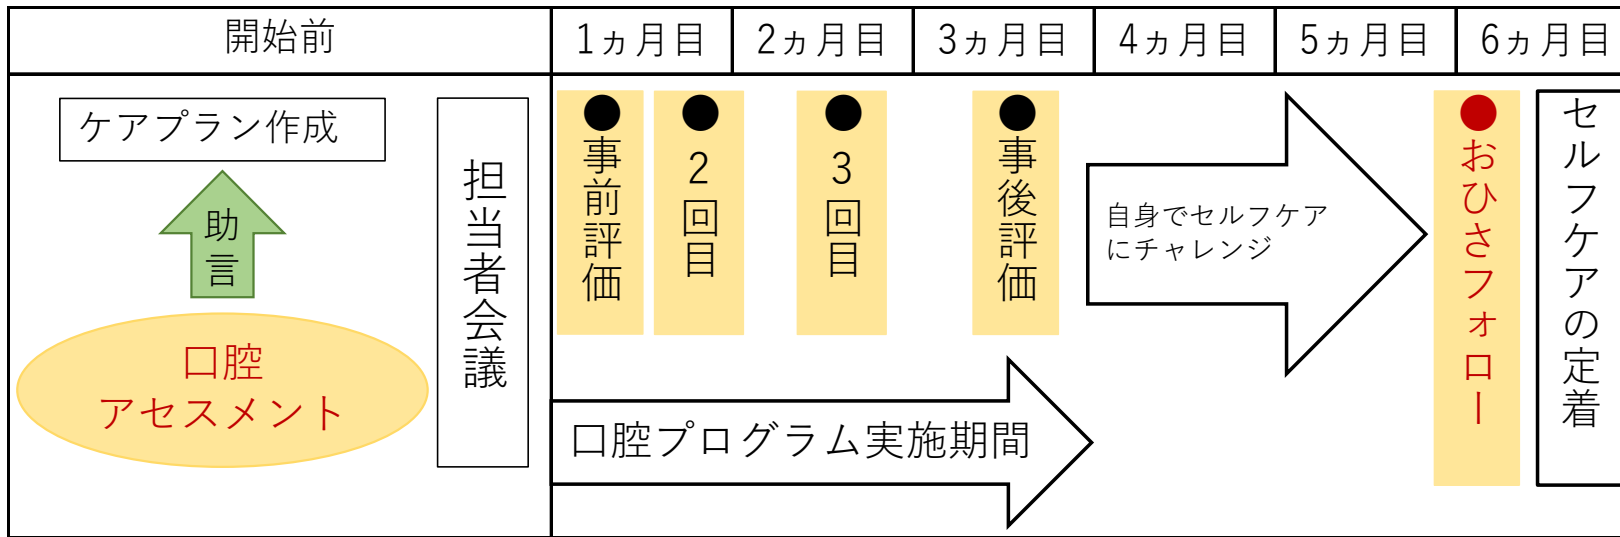 開始前
1ヵ月目
2ヵ月目
3ヵ月目
4ヵ月目
5ヵ月目
6ヵ月目
ケアプラン作成
助言
口腔
アセスメント
担当者会議
●事前評価
●2回目
●3回目
●事後評価
口腔プログラム実施期間
自身でセルフケア
にチャレンジ
●おひさフォロー
セルフケアの定着